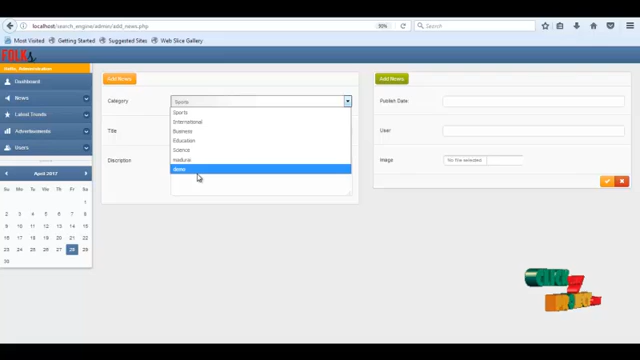 localhost/search_engine/admin/add_news.php
90%
Search
Most Visited
Getting Started
Suggested Sites
Web Slice Gallery
FOLKs
Dashboard
News
Latest Trends
Advertisements
Users
April 2017
Su Mo Tu We Th Fr Sa
1
2 3 4 5 6 7 8
9 10 11 12 13 14 15
16 17 18 19 20 21 22
23 24 25 26 27 28 29
30
Add News
Category
Sports
Sports
International
Business
Education
Science
madurai
demo
Title
Discription
Add News
Publish Date:
User
Image
No file selected
CLICK